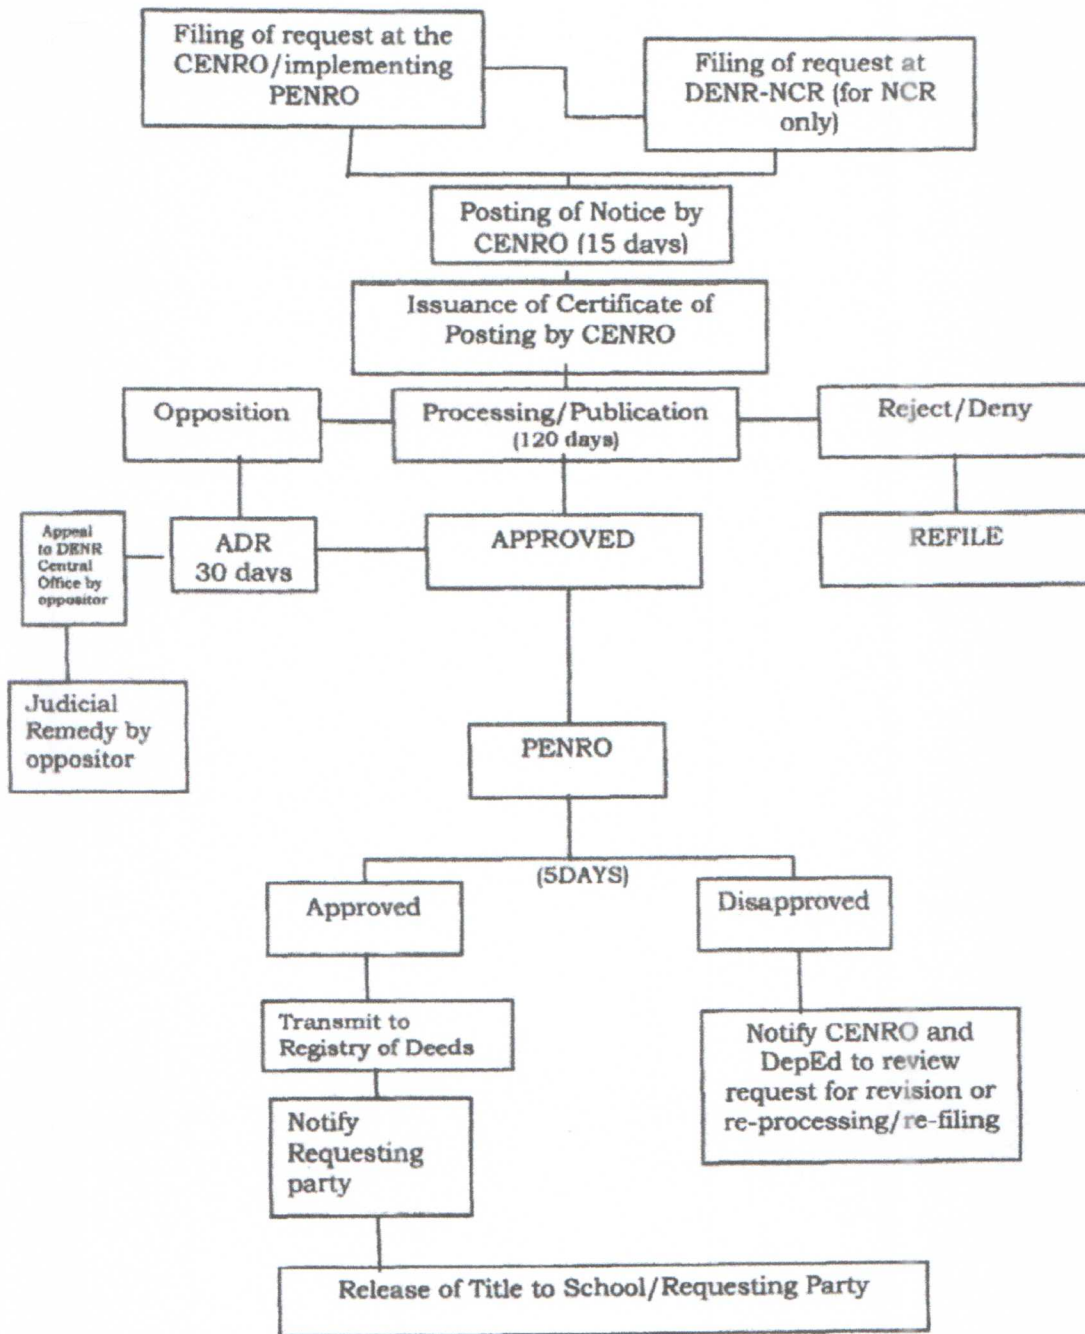 Filing of request at the
CENRO/implementing
PENRO
Filing of request at
DENR-NCR (for NCR
only)
Posting of Notice by
CENRO (15 days)
Issuance of Certificate of
Posting by CENRO
Opposition
Processing/Publication
(120 days)
Reject/Deny
Appeal
to DENR
Central
Office by
oppositor
ADR
30 days
APPROVED
REFILE
Judicial
Remedy by
oppositor
PENRO
(5DAYS)
Approved
Disapproved
Transmit to
Registry of Deeds
Notify CENRO and
DepEd to review
request for revision or
re-processing/re-filing
Notify
Requesting
party
Release of Title to School/Requesting Party